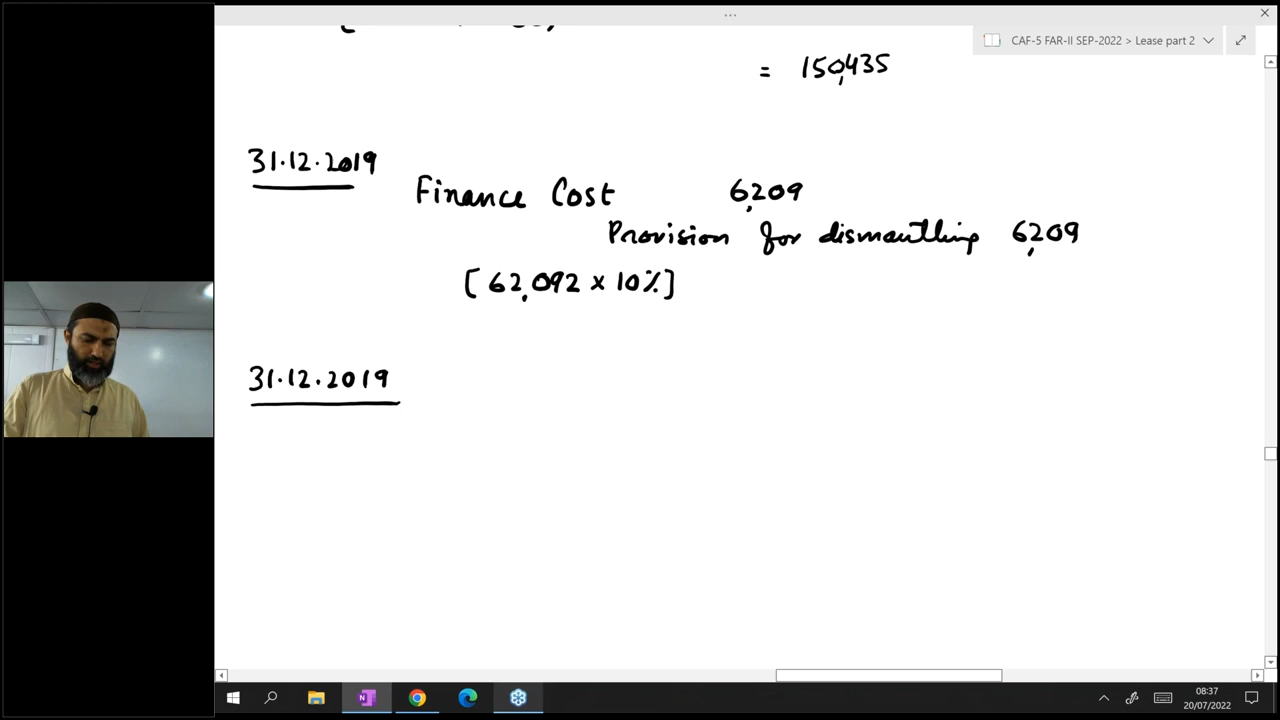 CAF-5 FAR-II SEP-2022 > Lease part 2
= 150,435
31.12.2019
Finance Cost 6,209
Provision for dismantling 6,209
[62,092 × 10%]
31.12.2019
08:37
20/07/2022